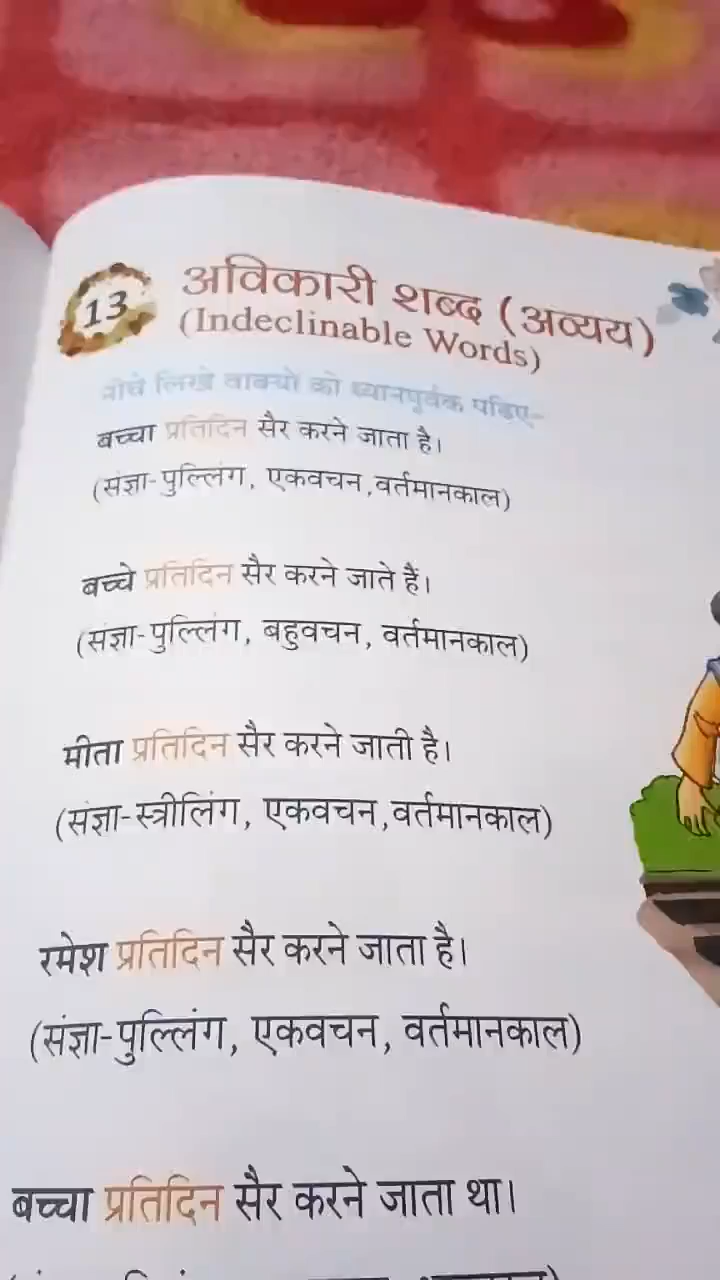 13
अविकारी शब्द (अव्यय)
(Indeclinable Words)
नीचे लिखे वाक्यों को ध्यानपूर्वक पढ़िए-
बच्चा प्रतिदिन सैर करने जाता है।
(संज्ञा-पुल्लिंग, एकवचन,वर्तमानकाल)
बच्चे प्रतिदिन सैर करने जाते हैं।
(संज्ञा-पुल्लिंग, बहुवचन, वर्तमानकाल)
मीता प्रतिदिन सैर करने जाती है।
(संज्ञा-स्त्रीलिंग, एकवचन,वर्तमानकाल)
रमेश प्रतिदिन सैर करने जाता है।
(संज्ञा-पुल्लिंग, एकवचन, वर्तमानकाल)
बच्चा प्रतिदिन सैर करने जाता था।